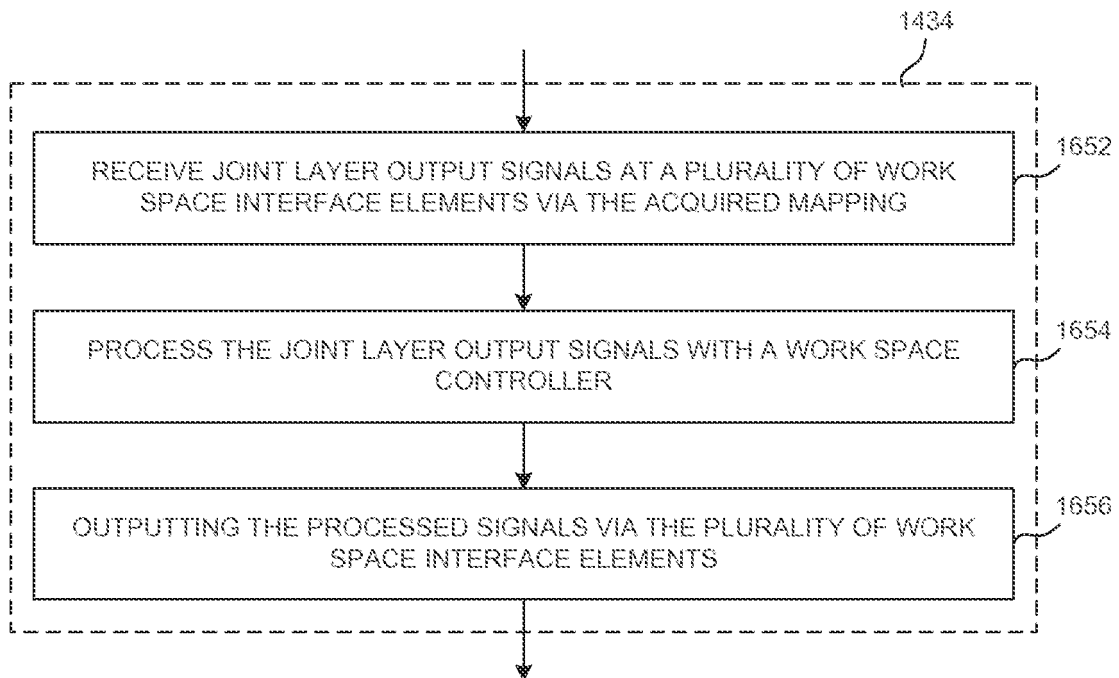 1434
RECEIVE JOINT LAYER OUTPUT SIGNALS AT A PLURALITY OF WORK
SPACE INTERFACE ELEMENTS VIA THE ACQUIRED MAPPING
1652
PROCESS THE JOINT LAYER OUTPUT SIGNALS WITH A WORK SPACE
CONTROLLER
1654
OUTPUTTING THE PROCESSED SIGNALS VIA THE PLURALITY OF WORK
SPACE INTERFACE ELEMENTS
1656